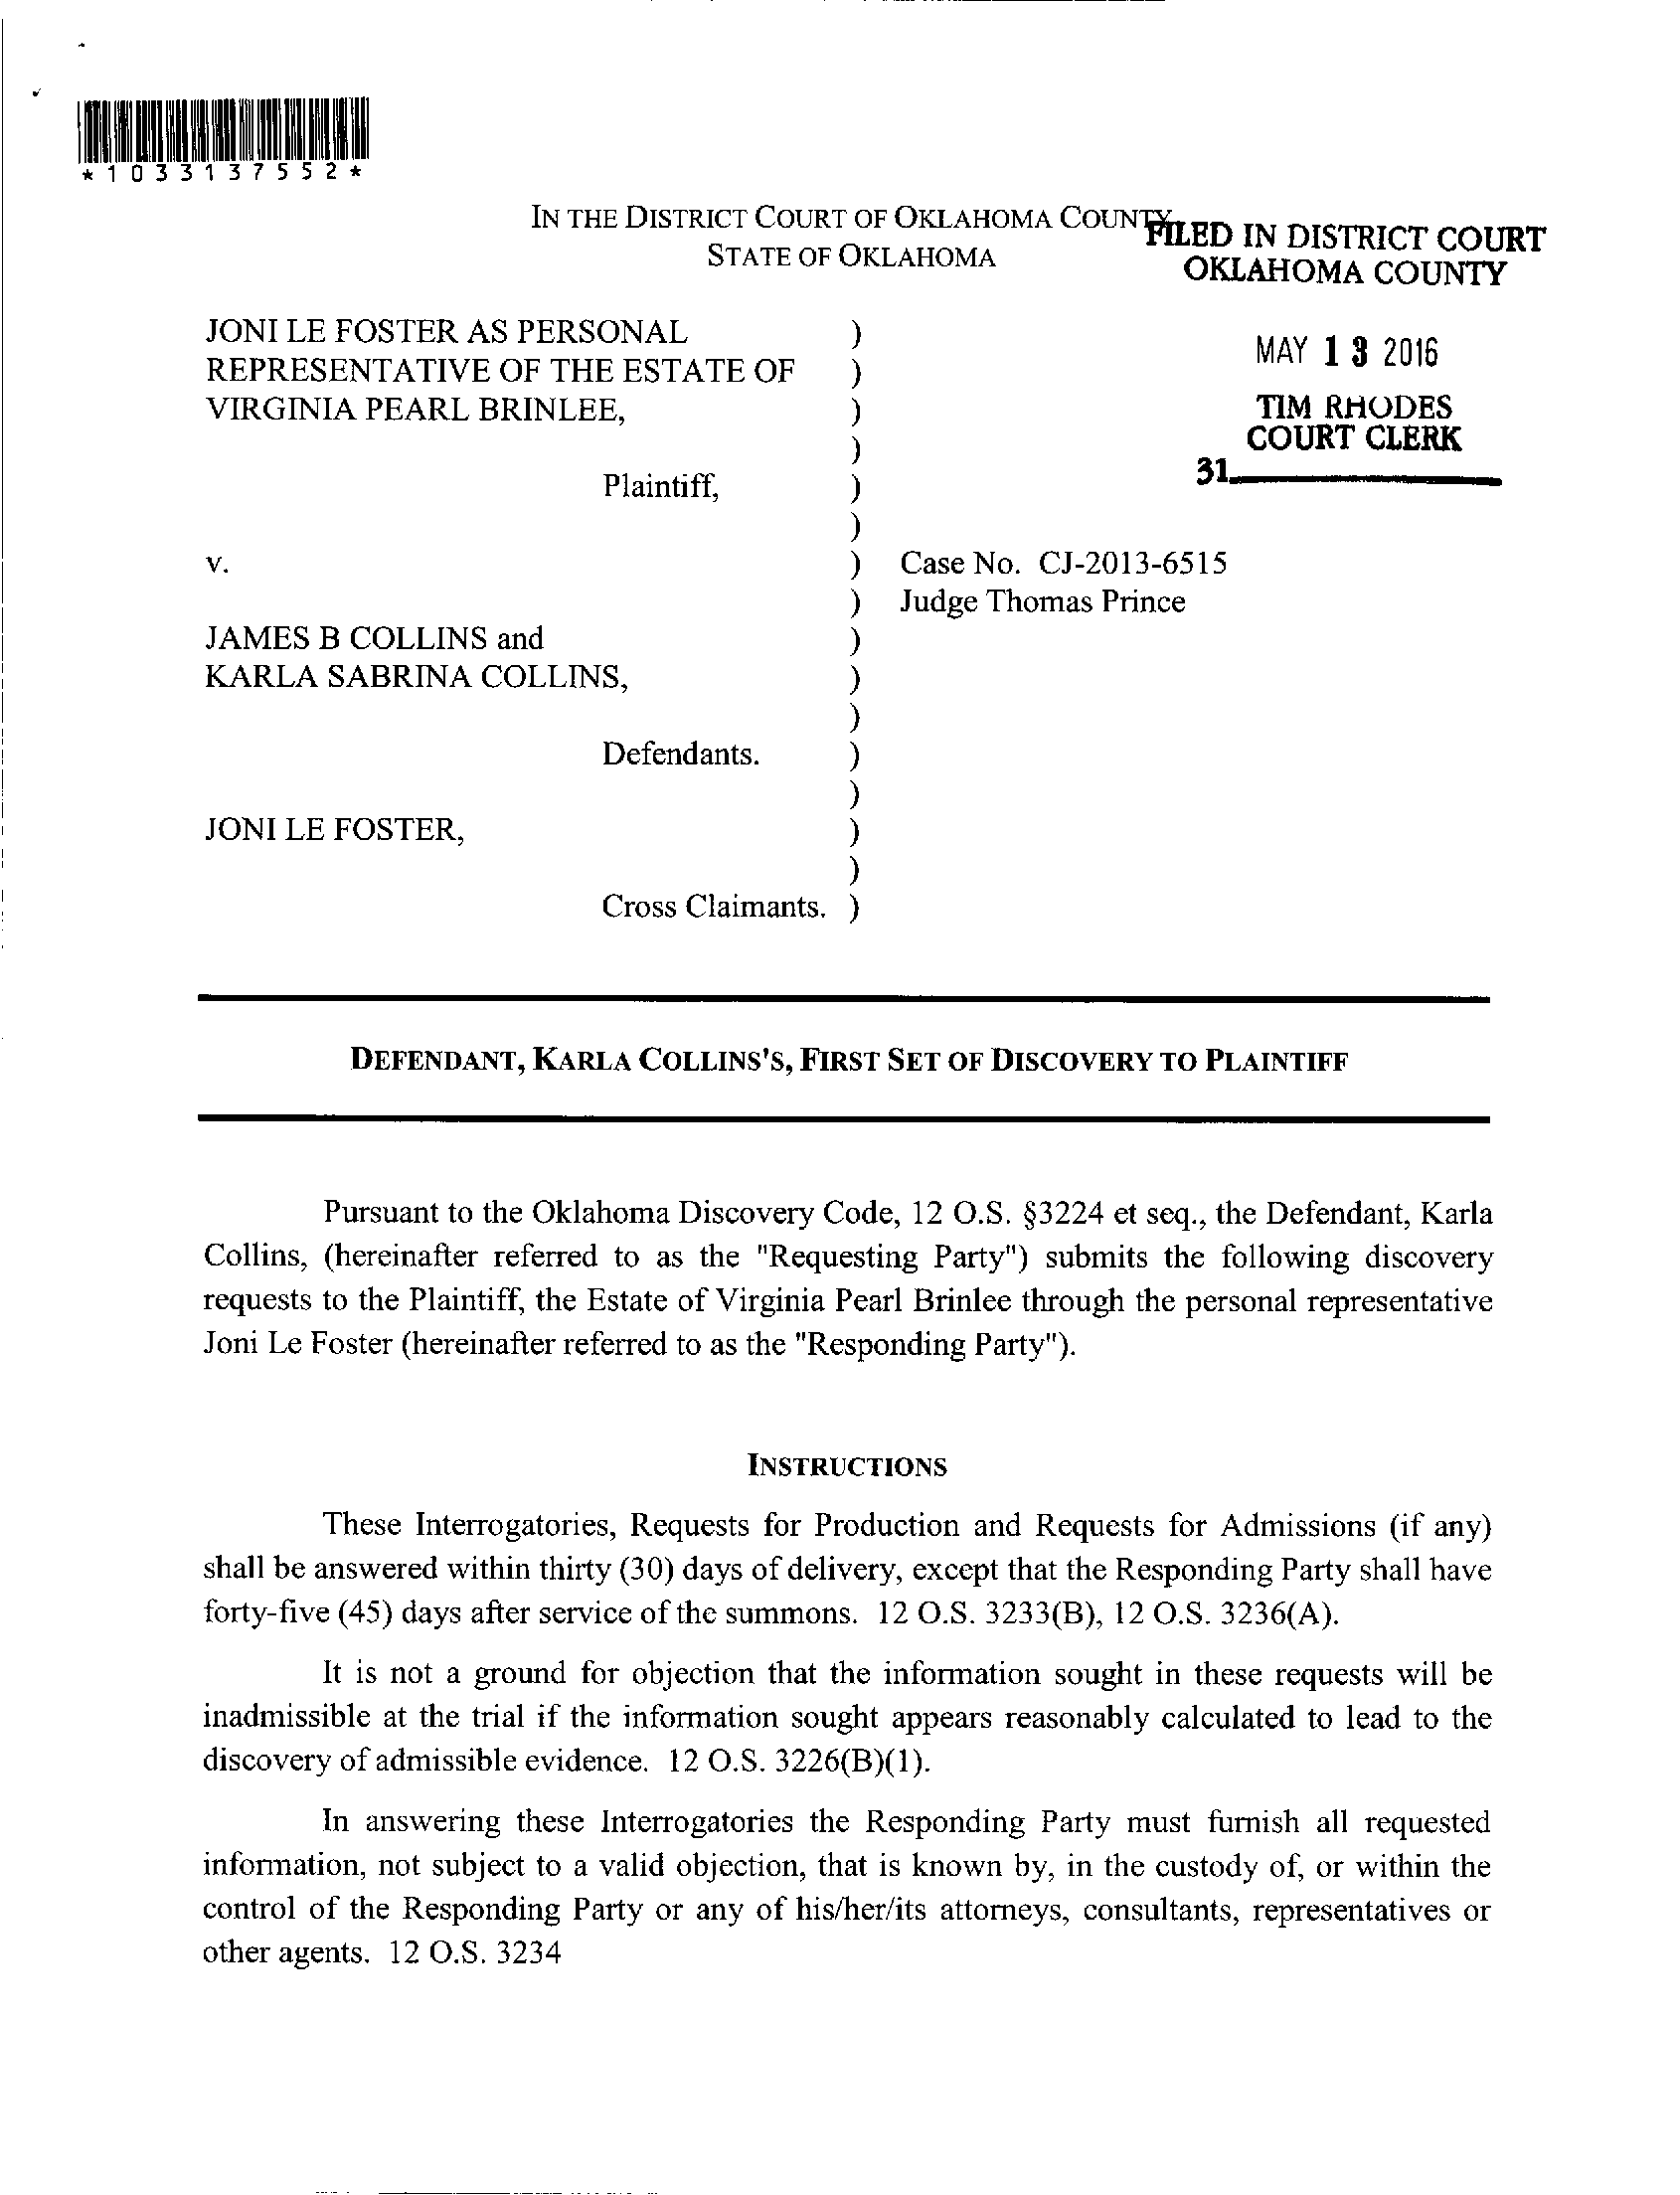 *1033137552*
IN THE DISTRICT COURT OF OKLAHOMA COUNTY
STATE OF OKLAHOMA
FILED IN DISTRICT COURT
OKLAHOMA COUNTY
MAY 13 2016
TIM RHODES
COURT CLERK
31
JONI LE FOSTER AS PERSONAL )
REPRESENTATIVE OF THE ESTATE OF )
VIRGINIA PEARL BRINLEE, )
)
Plaintiff, )
)
v. ) Case No. CJ-2013-6515
) Judge Thomas Prince
JAMES B COLLINS and )
KARLA SABRINA COLLINS, )
)
Defendants. )
)
JONI LE FOSTER, )
)
Cross Claimants. )
DEFENDANT, KARLA COLLINS'S, FIRST SET OF DISCOVERY TO PLAINTIFF
Pursuant to the Oklahoma Discovery Code, 12 O.S. §3224 et seq., the Defendant, Karla
Collins, (hereinafter referred to as the "Requesting Party") submits the following discovery
requests to the Plaintiff, the Estate of Virginia Pearl Brinlee through the personal representative
Joni Le Foster (hereinafter referred to as the "Responding Party").
INSTRUCTIONS
These Interrogatories, Requests for Production and Requests for Admissions (if any)
shall be answered within thirty (30) days of delivery, except that the Responding Party shall have
forty-five (45) days after service of the summons. 12 O.S. 3233(B), 12 O.S. 3236(A).
It is not a ground for objection that the information sought in these requests will be
inadmissible at the trial if the information sought appears reasonably calculated to lead to the
discovery of admissible evidence. 12 O.S. 3226(B)(1).
In answering these Interrogatories the Responding Party must furnish all requested
information, not subject to a valid objection, that is known by, in the custody of, or within the
control of the Responding Party or any of his/her/its attorneys, consultants, representatives or
other agents. 12 O.S. 3234